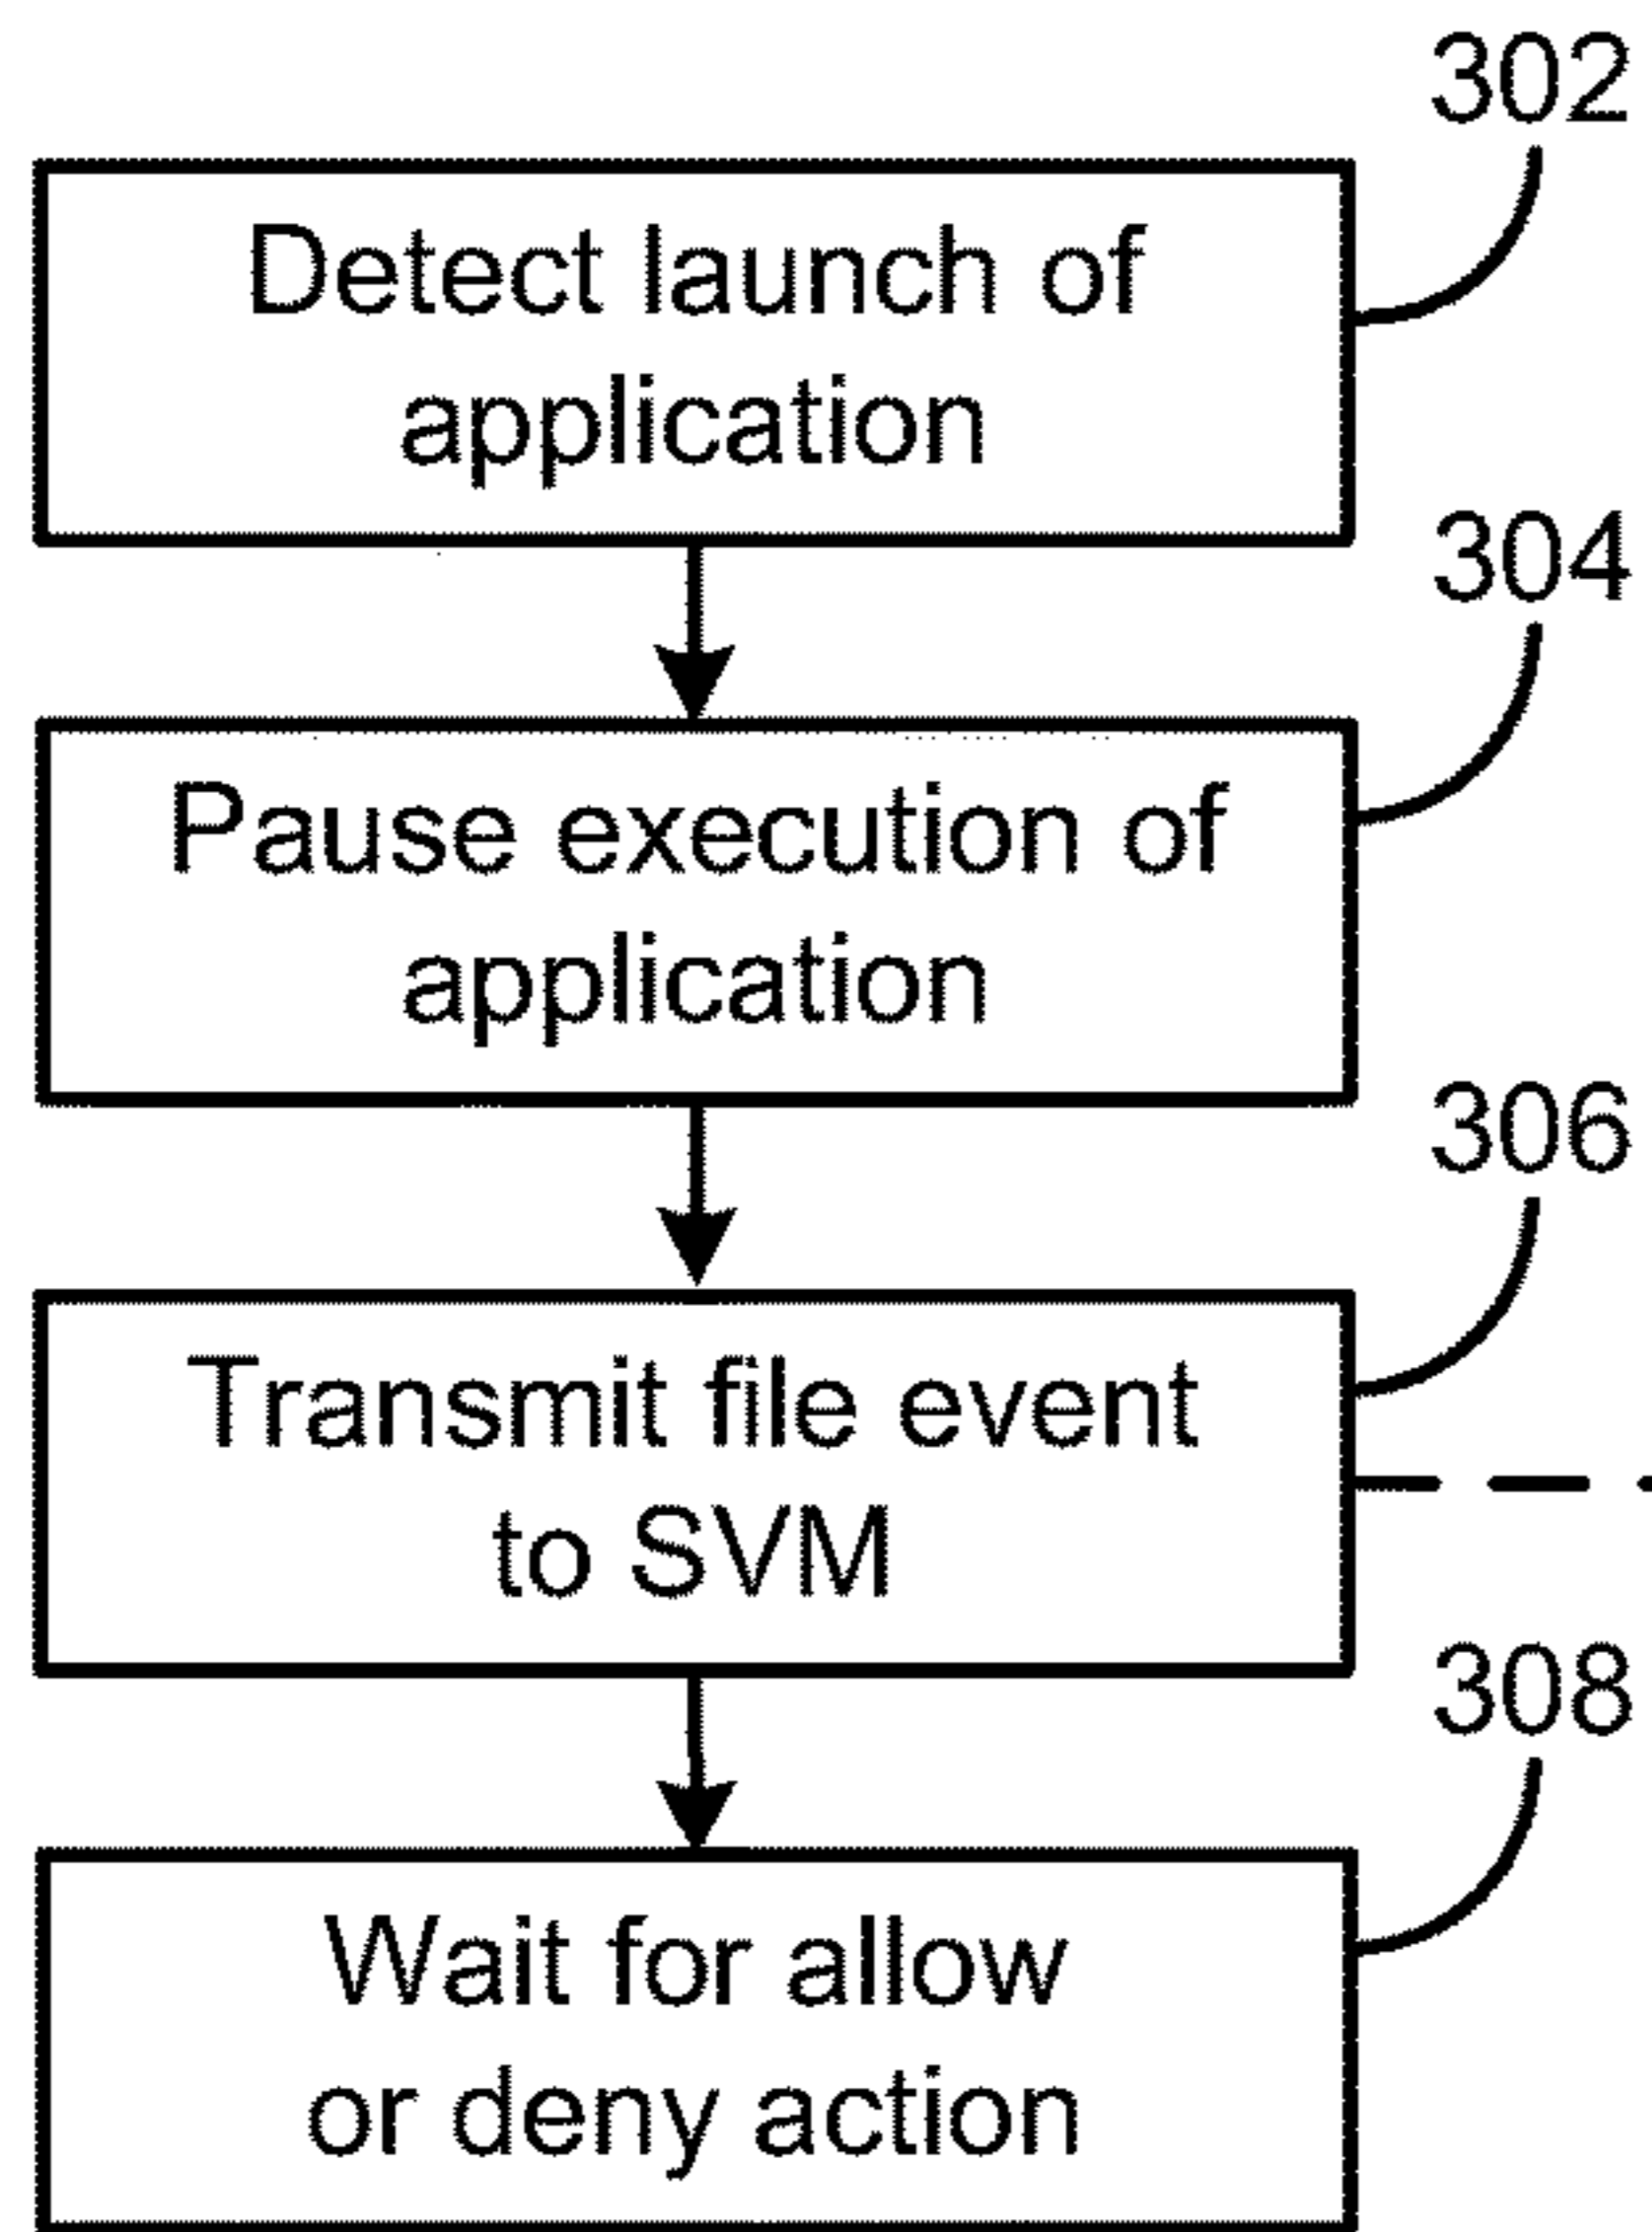 302
Detect launch of
application
304
Pause execution of
application
306
Transmit file event
to SVM
308
Wait for allow
or deny action